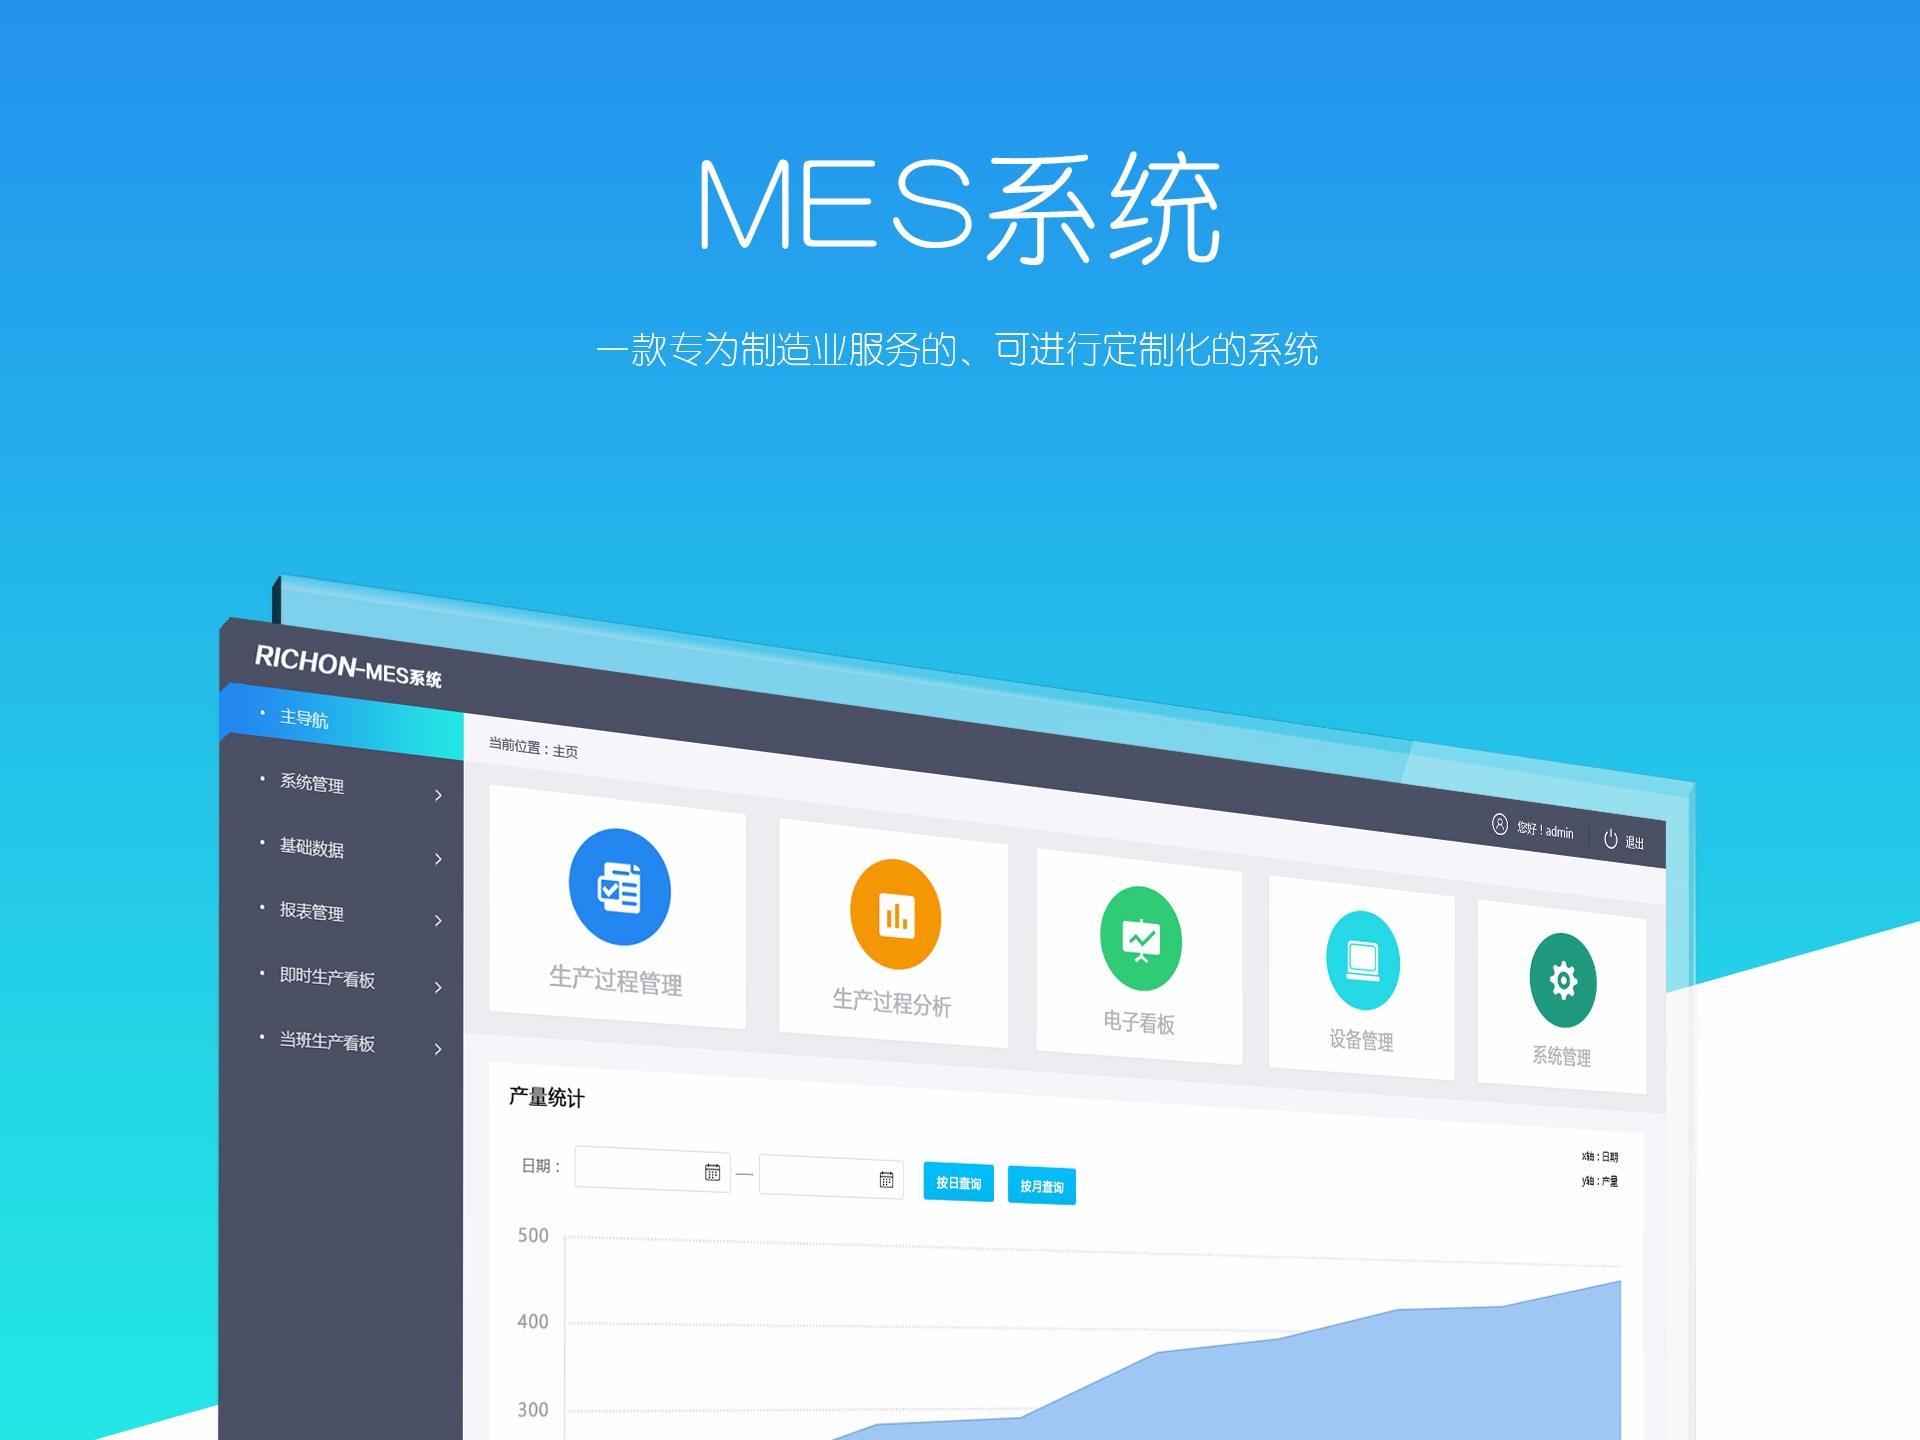 MES系统
一款专为制造业服务的、可进行定制化的系统
RICHON-MES系统
您好！admin
退出
主导航
系统管理
基础数据
报表管理
即时生产看板
当班生产看板
当前位置：主页
生产过程管理
生产过程分析
电子看板
设备管理
系统管理
产量统计
日期：
—
按日查询
按月查询
x轴：日期
y轴：产量
500
400
300